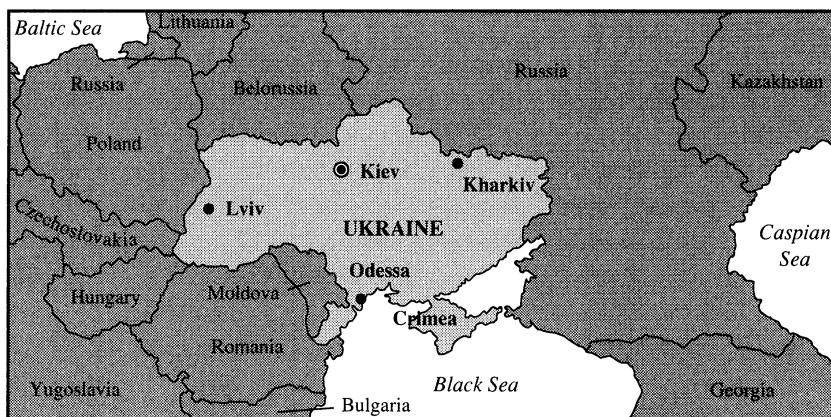 Baltic Sea
Lithuania
Russia
Russia
Belorussia
Kazakhstan
Poland
Kiev
Kharkiv
Lviv
Czechoslovakia
UKRAINE
Caspian
Sea
Odessa
Moldova
Hungary
Crimea
Romania
Yugoslavia
Black Sea
Georgia
Bulgaria